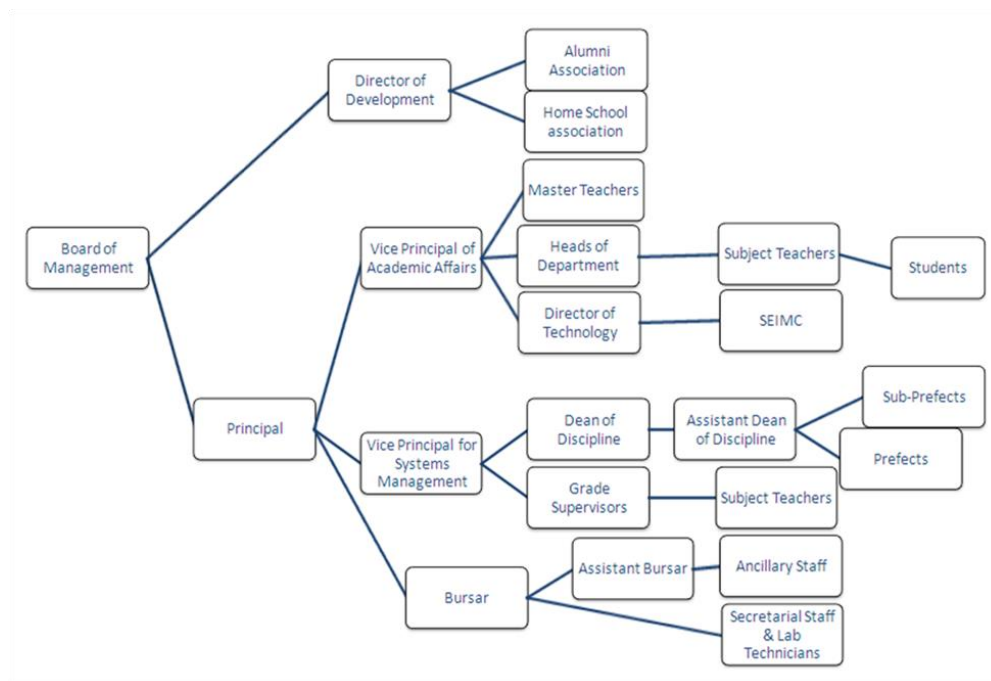 Alumni
Association
Director of
Development
Home School
association
Master Teachers
Board of
Management
Vice Principal of
Academic Affairs
Heads of
Department
Subject Teachers
Students
Director of
Technology
SEIMC
Principal
Vice Principal for
Systems
Management
Dean of
Discipline
Assistant Dean
of Discipline
Sub-Prefects
Prefects
Grade
Supervisors
Subject Teachers
Bursar
Assistant Bursar
Ancillary Staff
Secretarial Staff
& Lab
Technicians